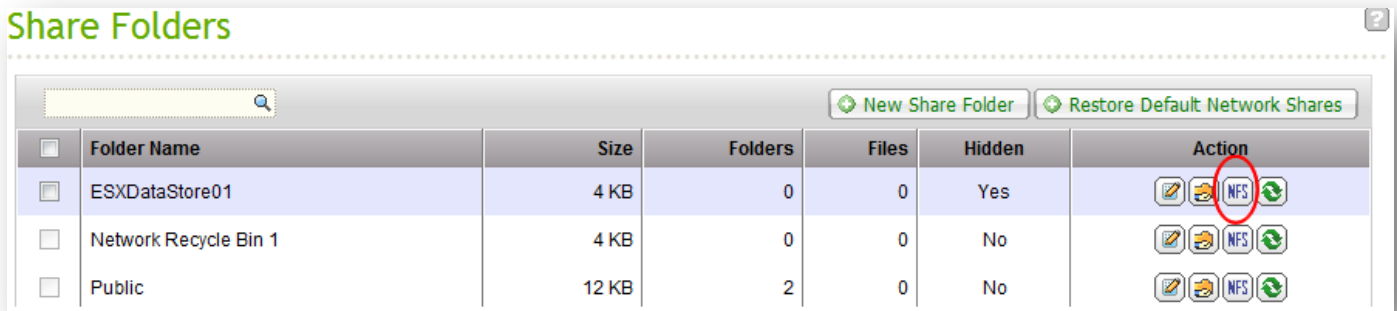 Share Folders
?
New Share Folder Restore Default Network Shares
Folder Name Size Folders Files Hidden Action
ESXDataStore01 4 KB 0 0 Yes NFS
Network Recycle Bin 1 4 KB 0 0 No NFS
Public 12 KB 2 0 No NFS